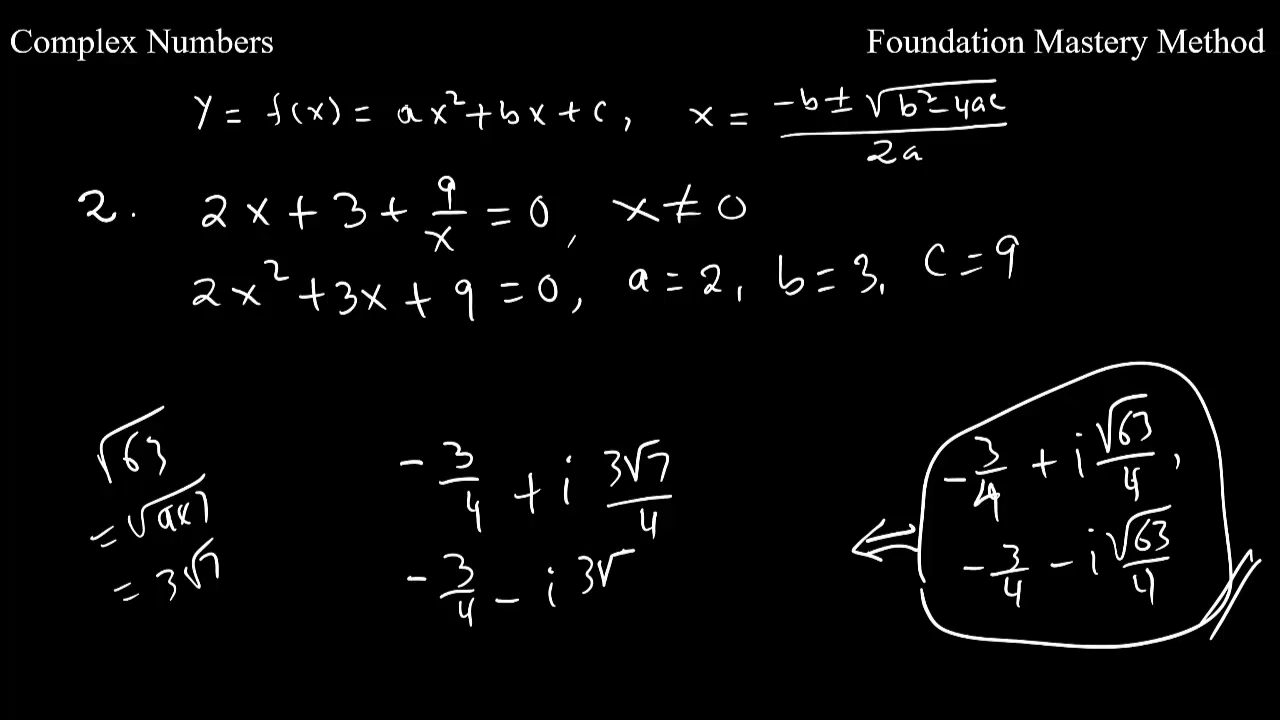 Complex Numbers
Foundation Mastery Method
y = f(x) = ax² + bx + c, x = (-b ± √(b² - 4ac))/(2a)
2. 2x + 3 + 9/x = 0, x ≠ 0
2x² + 3x + 9 = 0, a = 2, b = 3, c = 9
√63
= √(9×7)
= 3√7
-3/4 + i 3√7/4
-3/4 - i 3√
-3/4 + i √63/4,
-3/4 - i √63/4